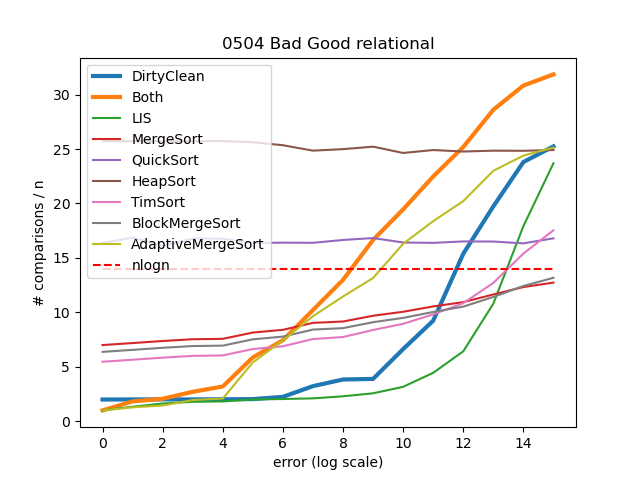 0504 Bad Good relational
DirtyClean
Both
LIS
MergeSort
QuickSort
HeapSort
TimSort
BlockMergeSort
AdaptiveMergeSort
nlogn
# comparisons / n
30
25
20
15
10
5
0
0 2 4 6 8 10 12 14
error (log scale)